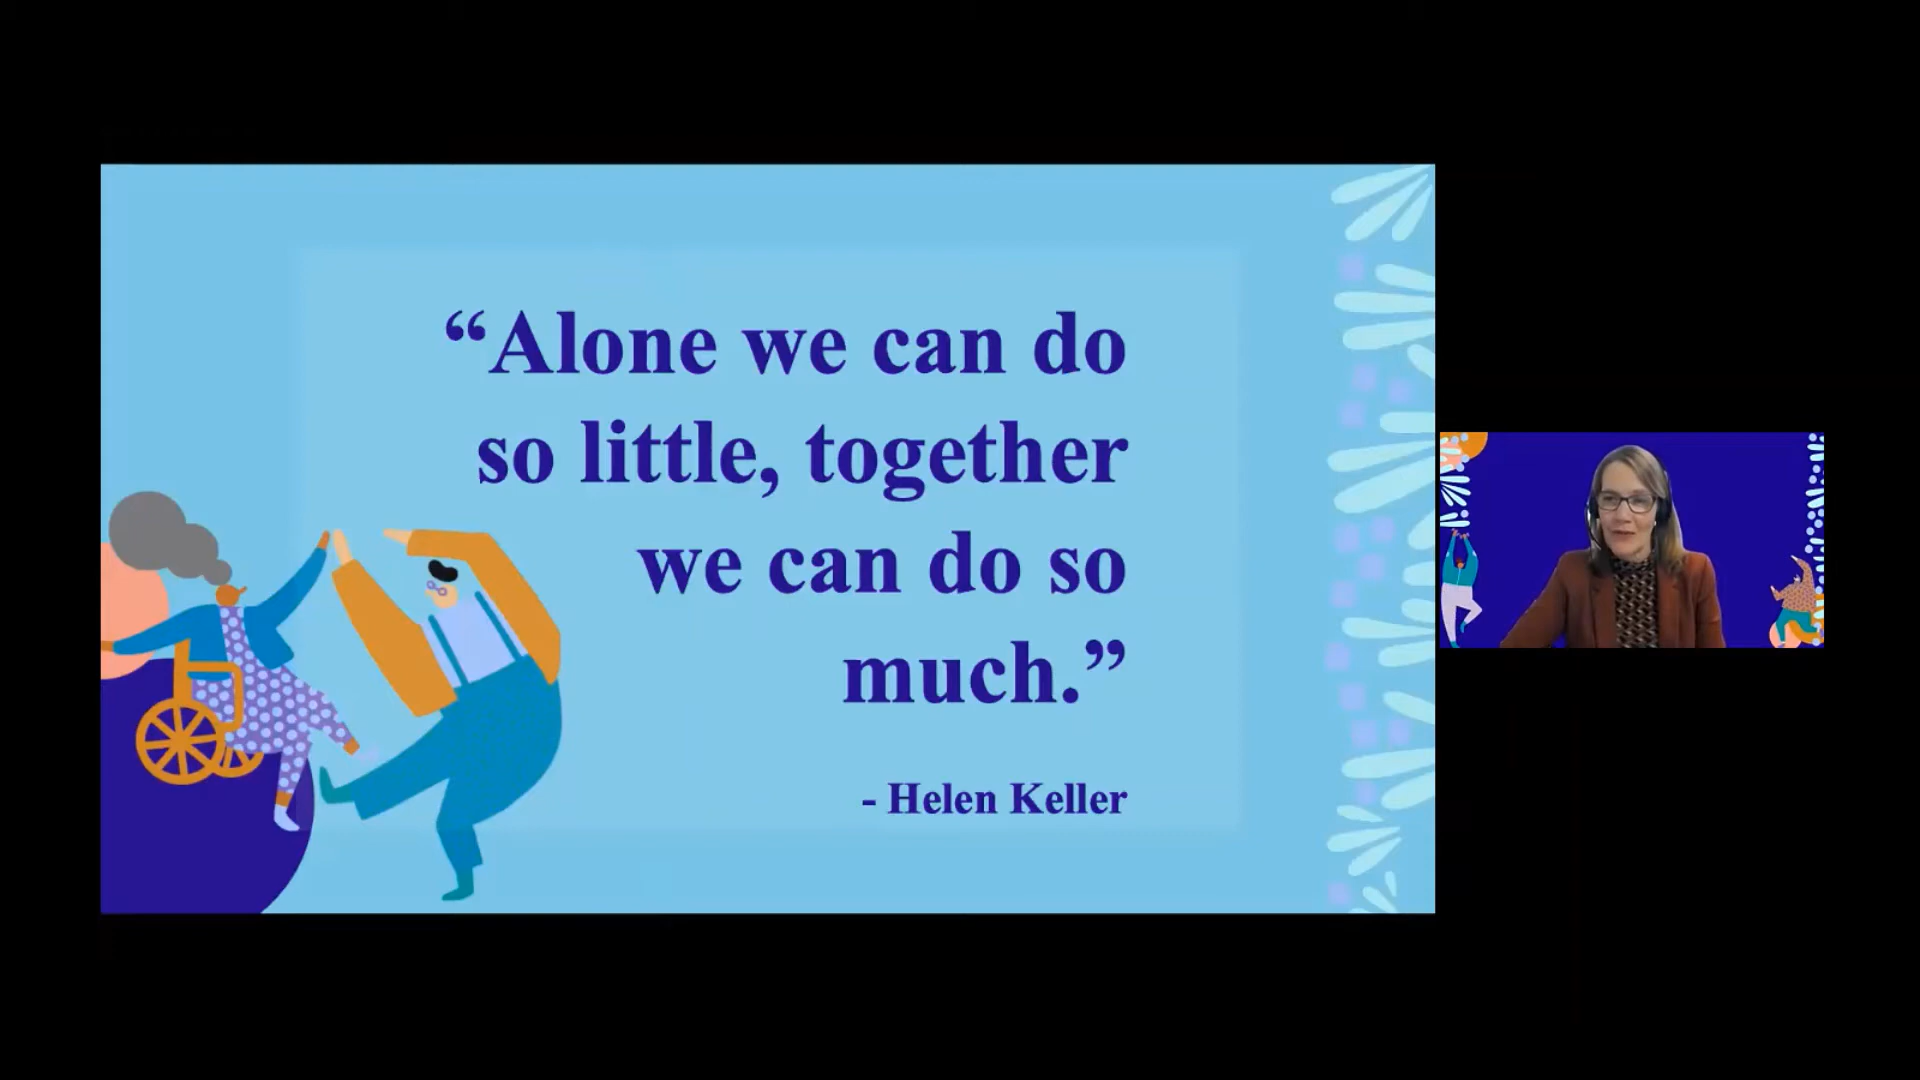 “Alone we can do
so little, together
we can do so
much.”
- Helen Keller